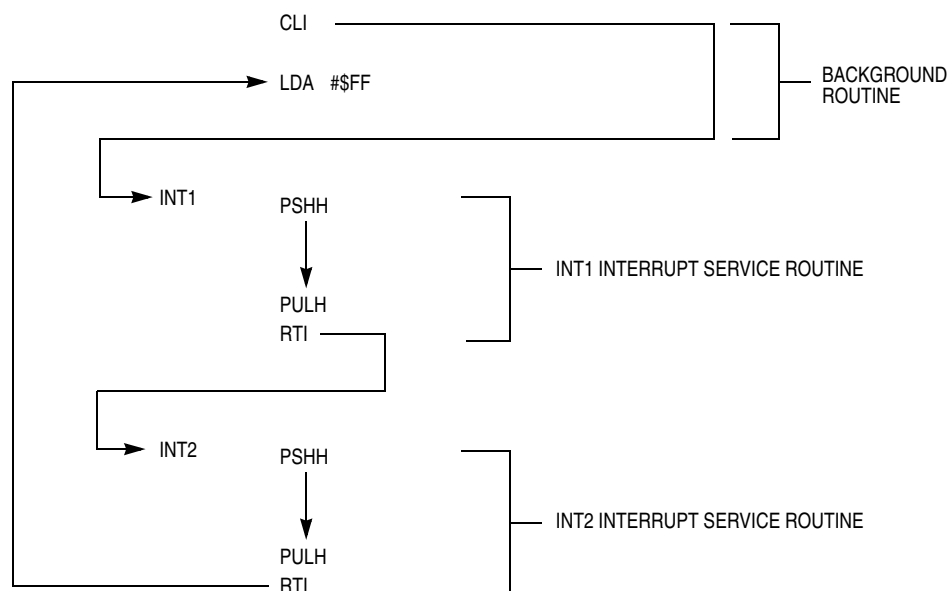 CLI
LDA #$FF
BACKGROUND
ROUTINE
INT1
PSHH
INT1 INTERRUPT SERVICE ROUTINE
PULH
RTI
INT2
PSHH
INT2 INTERRUPT SERVICE ROUTINE
PULH
RTI